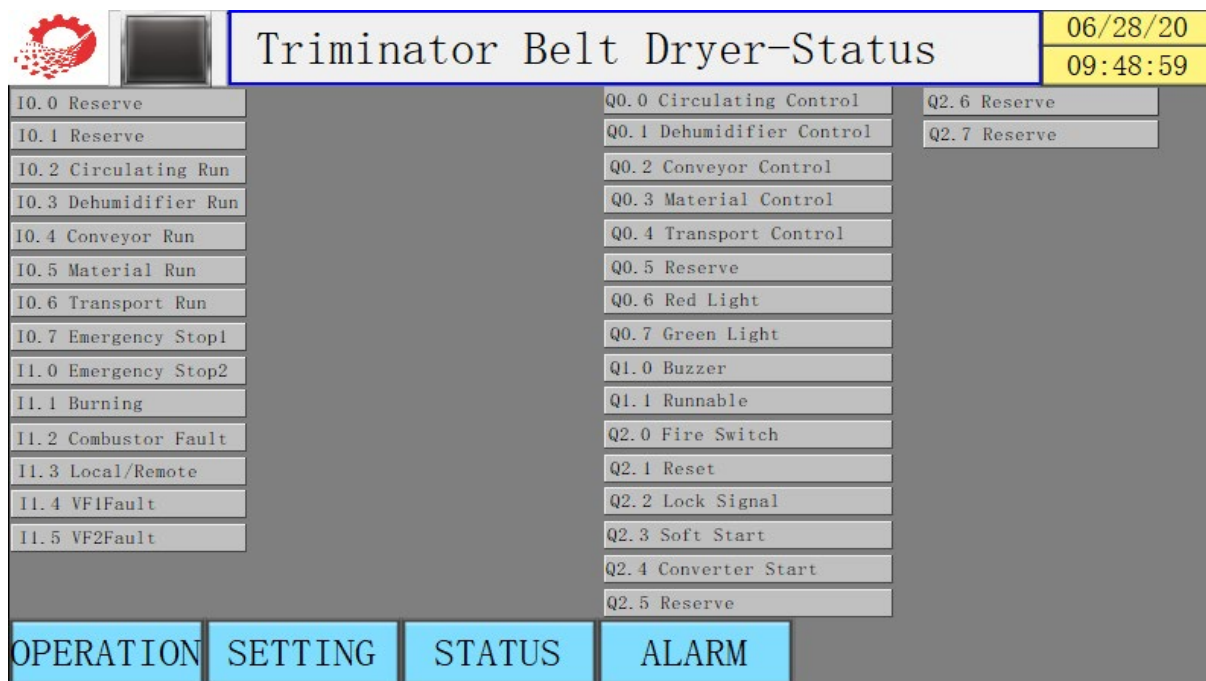 Triminator Belt Dryer-Status
06/28/20
09:48:59
I0.0 Reserve
I0.1 Reserve
I0.2 Circulating Run
I0.3 Dehumidifier Run
I0.4 Conveyor Run
I0.5 Material Run
I0.6 Transport Run
I0.7 Emergency Stop1
I1.0 Emergency Stop2
I1.1 Burning
I1.2 Combustor Fault
I1.3 Local/Remote
I1.4 VF1Fault
I1.5 VF2Fault
Q0.0 Circulating Control
Q0.1 Dehumidifier Control
Q0.2 Conveyor Control
Q0.3 Material Control
Q0.4 Transport Control
Q0.5 Reserve
Q0.6 Red Light
Q0.7 Green Light
Q1.0 Buzzer
Q1.1 Runnable
Q2.0 Fire Switch
Q2.1 Reset
Q2.2 Lock Signal
Q2.3 Soft Start
Q2.4 Converter Start
Q2.5 Reserve
Q2.6 Reserve
Q2.7 Reserve
OPERATION
SETTING
STATUS
ALARM